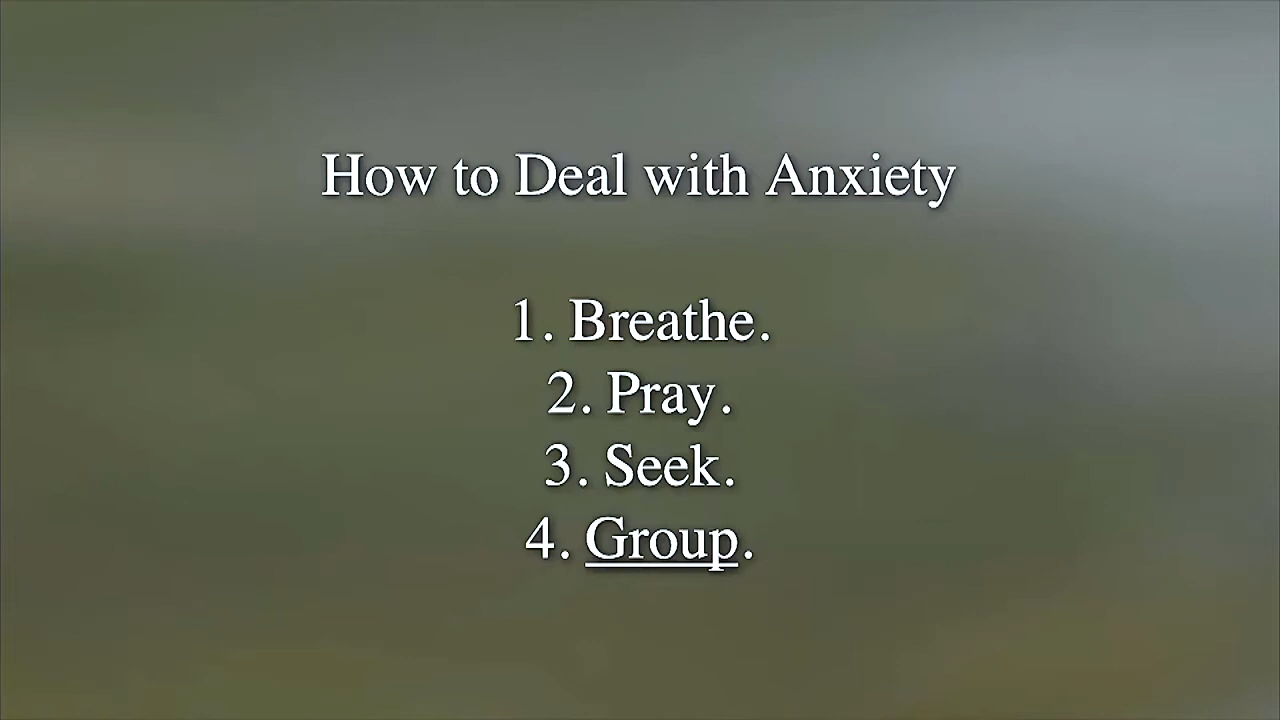 How to Deal with Anxiety
1. Breathe.
2. Pray.
3. Seek.
4. Group.